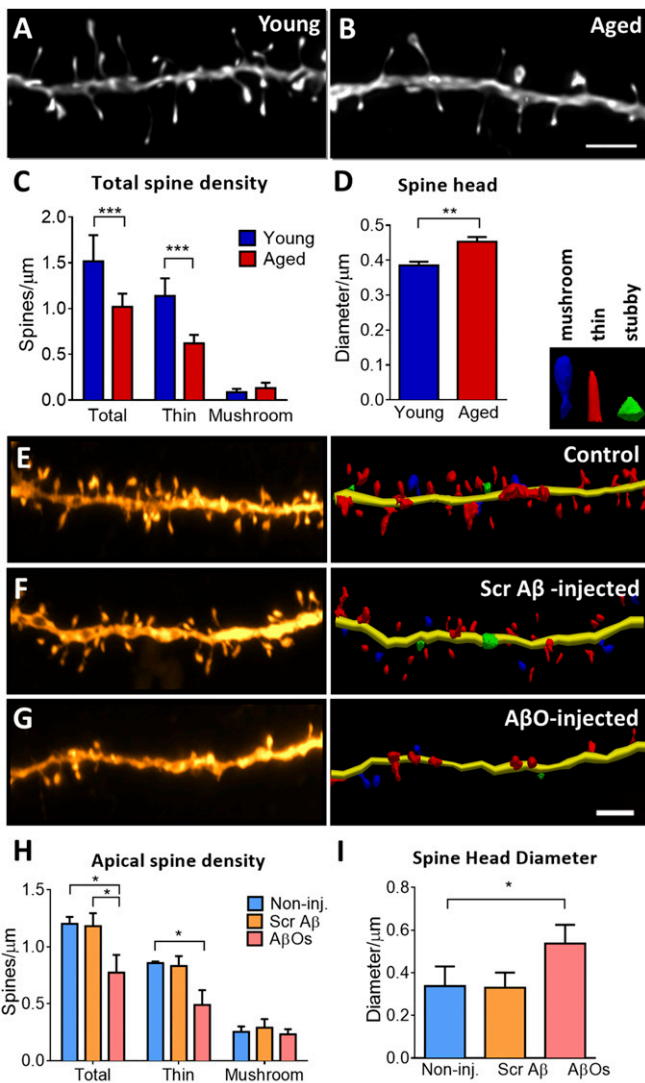 A
Young
B
Aged
C
Total spine density
***
***
Young
Aged
Spines/μm
2.0
1.5
1.0
0.5
0.0
Total
Thin
Mushroom
D
Spine head
**
Diameter/μm
0.5
0.4
0.3
0.2
0.1
0.0
Young
Aged
mushroom
thin
stubby
E
Control
F
Scr Aβ -injected
G
AβO-injected
H
Apical spine density
*
*
*
Non-inj.
Scr Aβ
AβOs
Spines/μm
1.5
1.0
0.5
0.0
Total
Thin
Mushroom
I
Spine Head Diameter
*
Diameter/μm
0.8
0.6
0.4
0.2
0.0
Non-inj.
Scr Aβ
AβOs